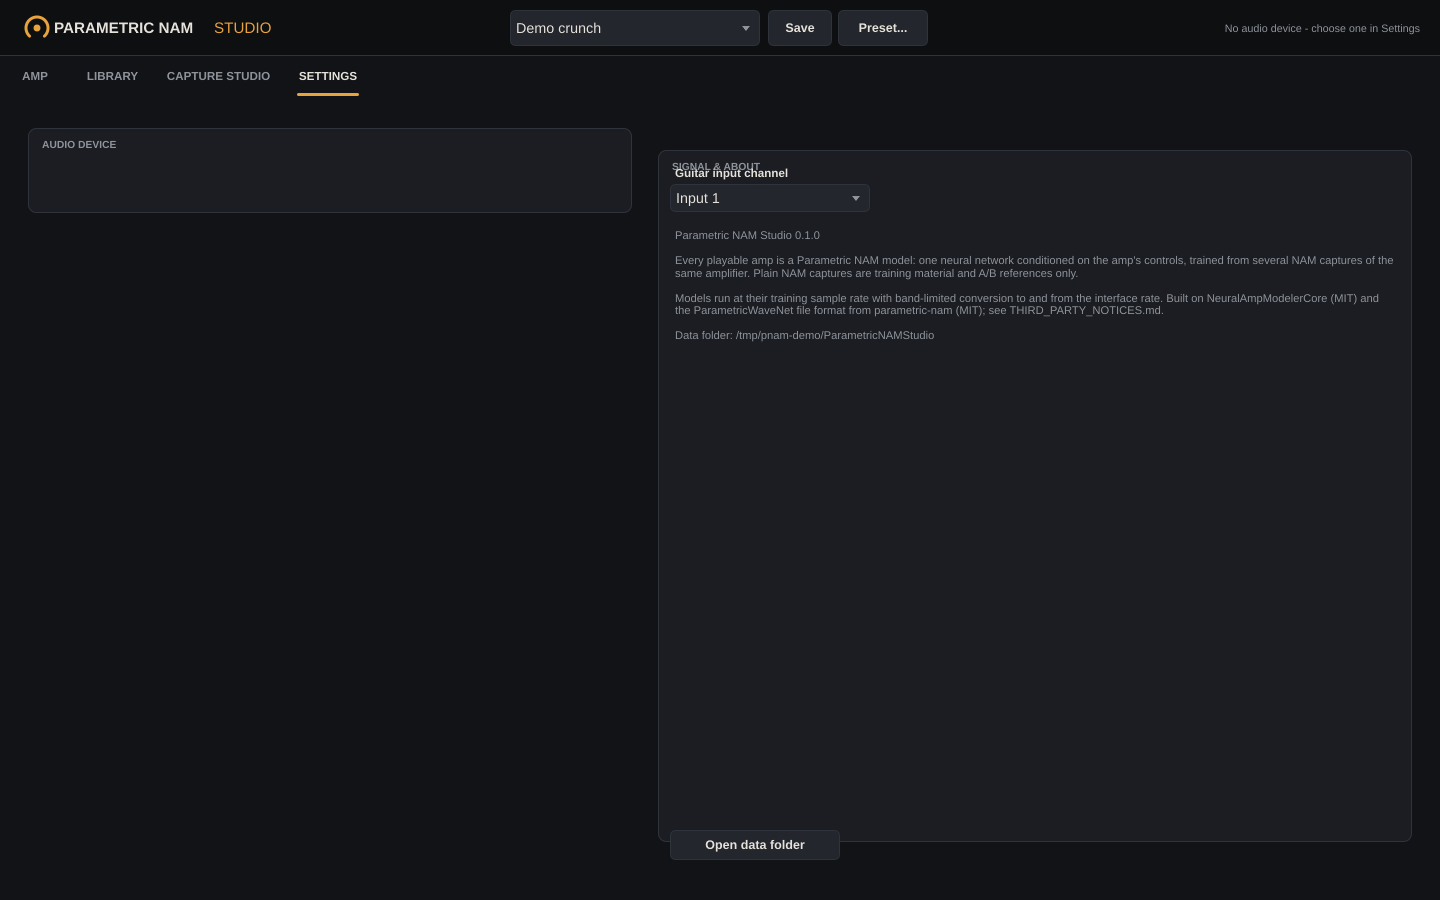 PARAMETRIC NAM STUDIO
Demo crunch
Save
Preset...
No audio device - choose one in Settings
AMP
LIBRARY
CAPTURE STUDIO
SETTINGS
AUDIO DEVICE
SIGNAL & ABOUT
Guitar input channel
Input 1
Parametric NAM Studio 0.1.0
Every playable amp is a Parametric NAM model: one neural network conditioned on the amp's controls, trained from several NAM captures of the
same amplifier. Plain NAM captures are training material and A/B references only.
Models run at their training sample rate with band-limited conversion to and from the interface rate. Built on NeuralAmpModelerCore (MIT) and
the ParametricWaveNet file format from parametric-nam (MIT); see THIRD_PARTY_NOTICES.md.
Data folder: /tmp/pnam-demo/ParametricNAMStudio
Open data folder